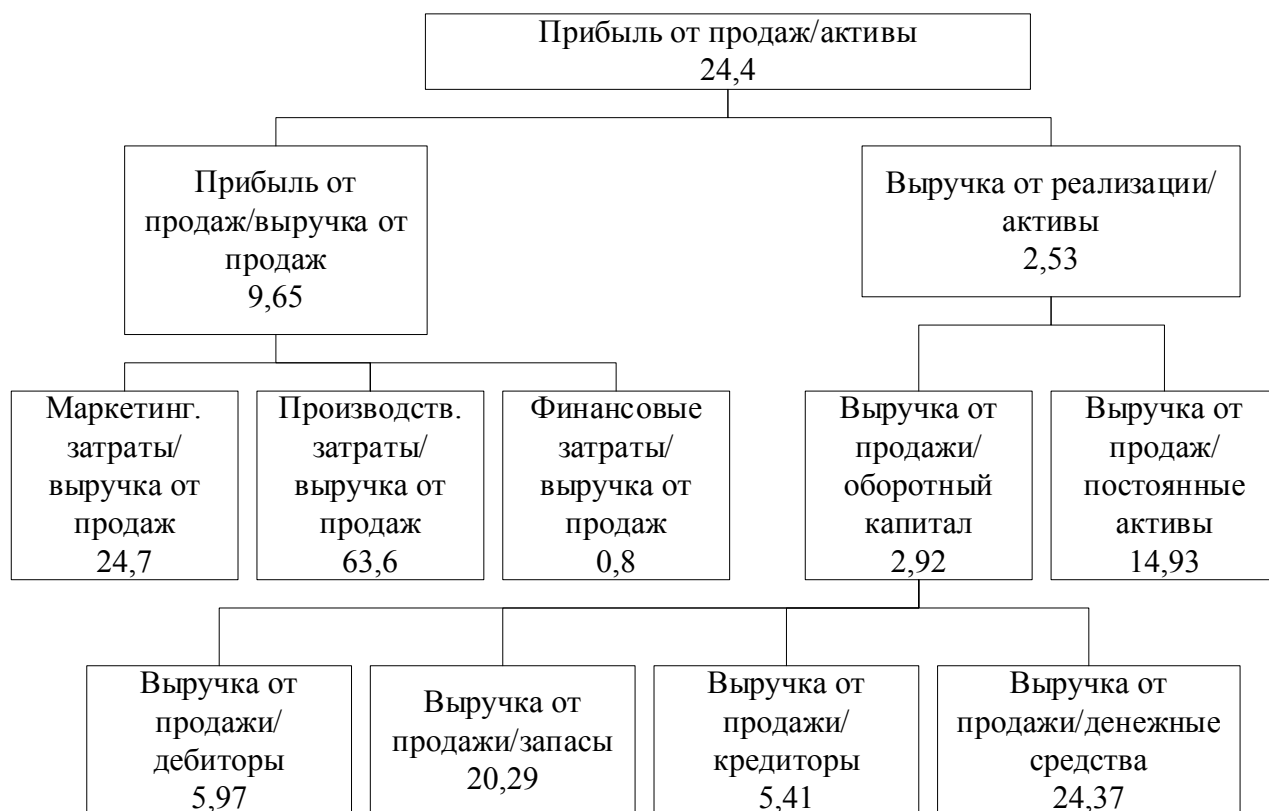 Прибыль от продаж/активы
24,4
Прибыль от
продаж/выручка от
продаж
9,65
Выручка от реализации/
активы
2,53
Маркетинг.
затраты/
выручка от
продаж
24,7
Производств.
затраты/
выручка от
продаж
63,6
Финансовые
затраты/
выручка от
продаж
0,8
Выручка от
продажи/
оборотный
капитал
2,92
Выручка от
продаж/
постоянные
активы
14,93
Выручка от
продажи/
дебиторы
5,97
Выручка от
продажи/запасы
20,29
Выручка от
продажи/
кредиторы
5,41
Выручка от
продажи/денежные
средства
24,37